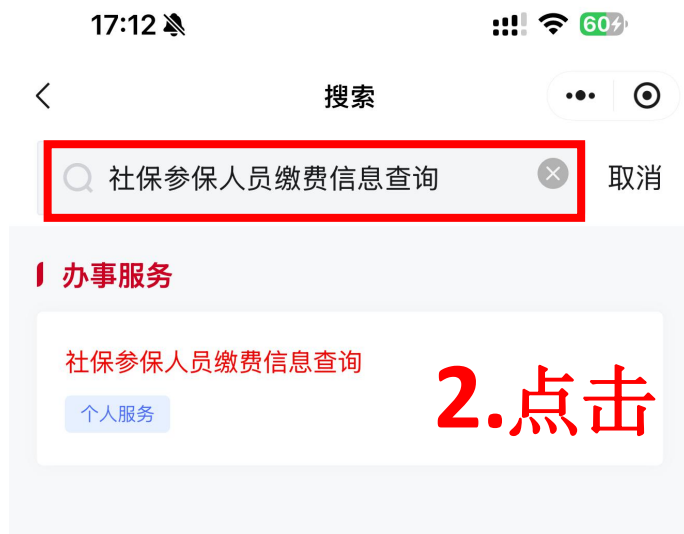 17:12 60
搜索
社保参保人员缴费信息查询 取消
办事服务
社保参保人员缴费信息查询
个人服务
2.点击